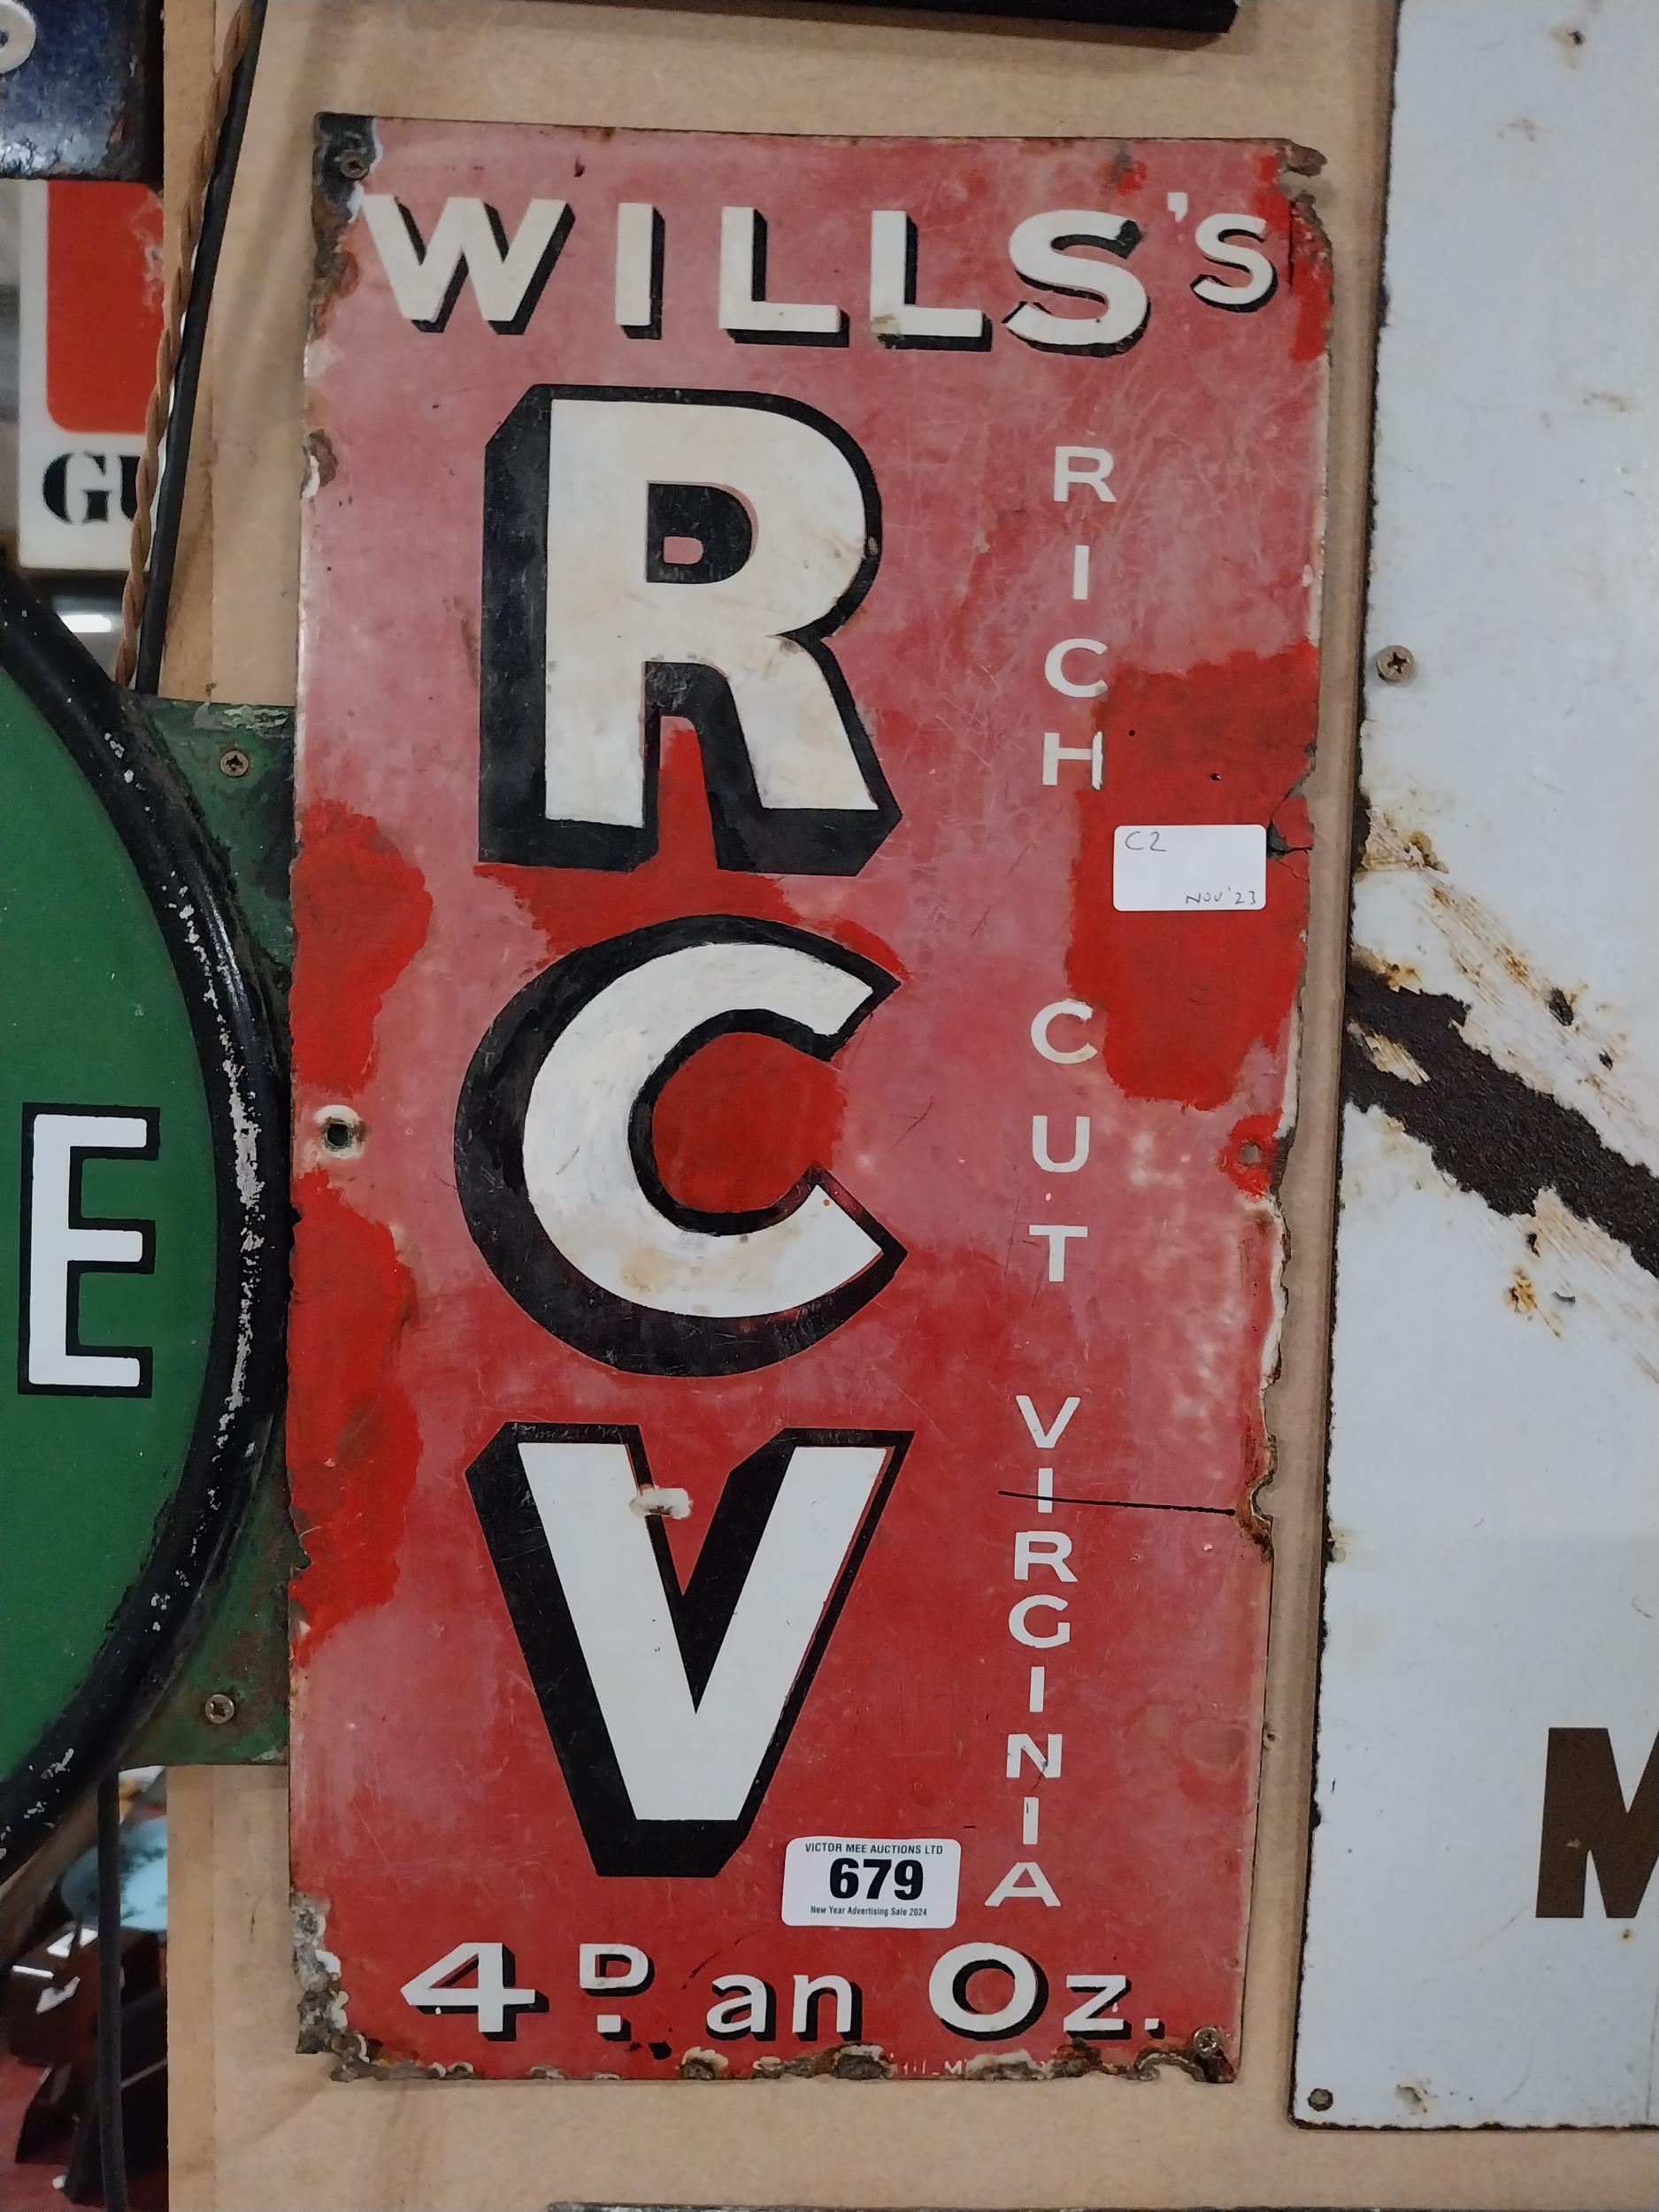 WILLS'S
R
C
V
RICH CUT VIRGINIA
C2
NOV'23
VICTOR MEE AUCTIONS LTD
679
New Year Advertising Sale 2024
4D. an Oz.
GU
E
M